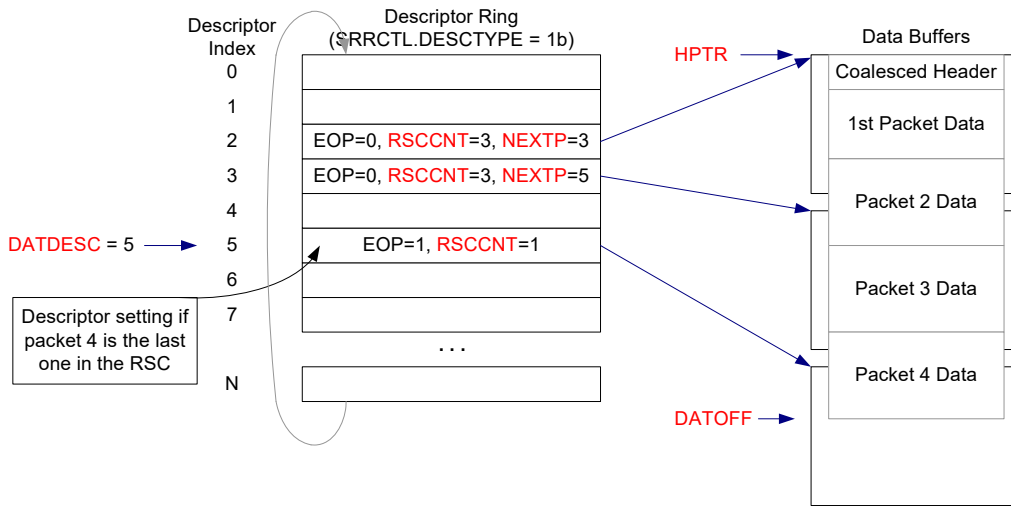 Descriptor
Index
Descriptor Ring
(SRRCTL.DESCTYPE = 1b)
Data Buffers
HPTR
0
1
2
3
4
5
6
7
N
EOP=0, RSCCNT=3, NEXTP=3
EOP=0, RSCCNT=3, NEXTP=5
EOP=1, RSCCNT=1
. . .
DATDESC = 5
Descriptor setting if
packet 4 is the last
one in the RSC
Coalesced Header
1st Packet Data
Packet 2 Data
Packet 3 Data
Packet 4 Data
DATOFF